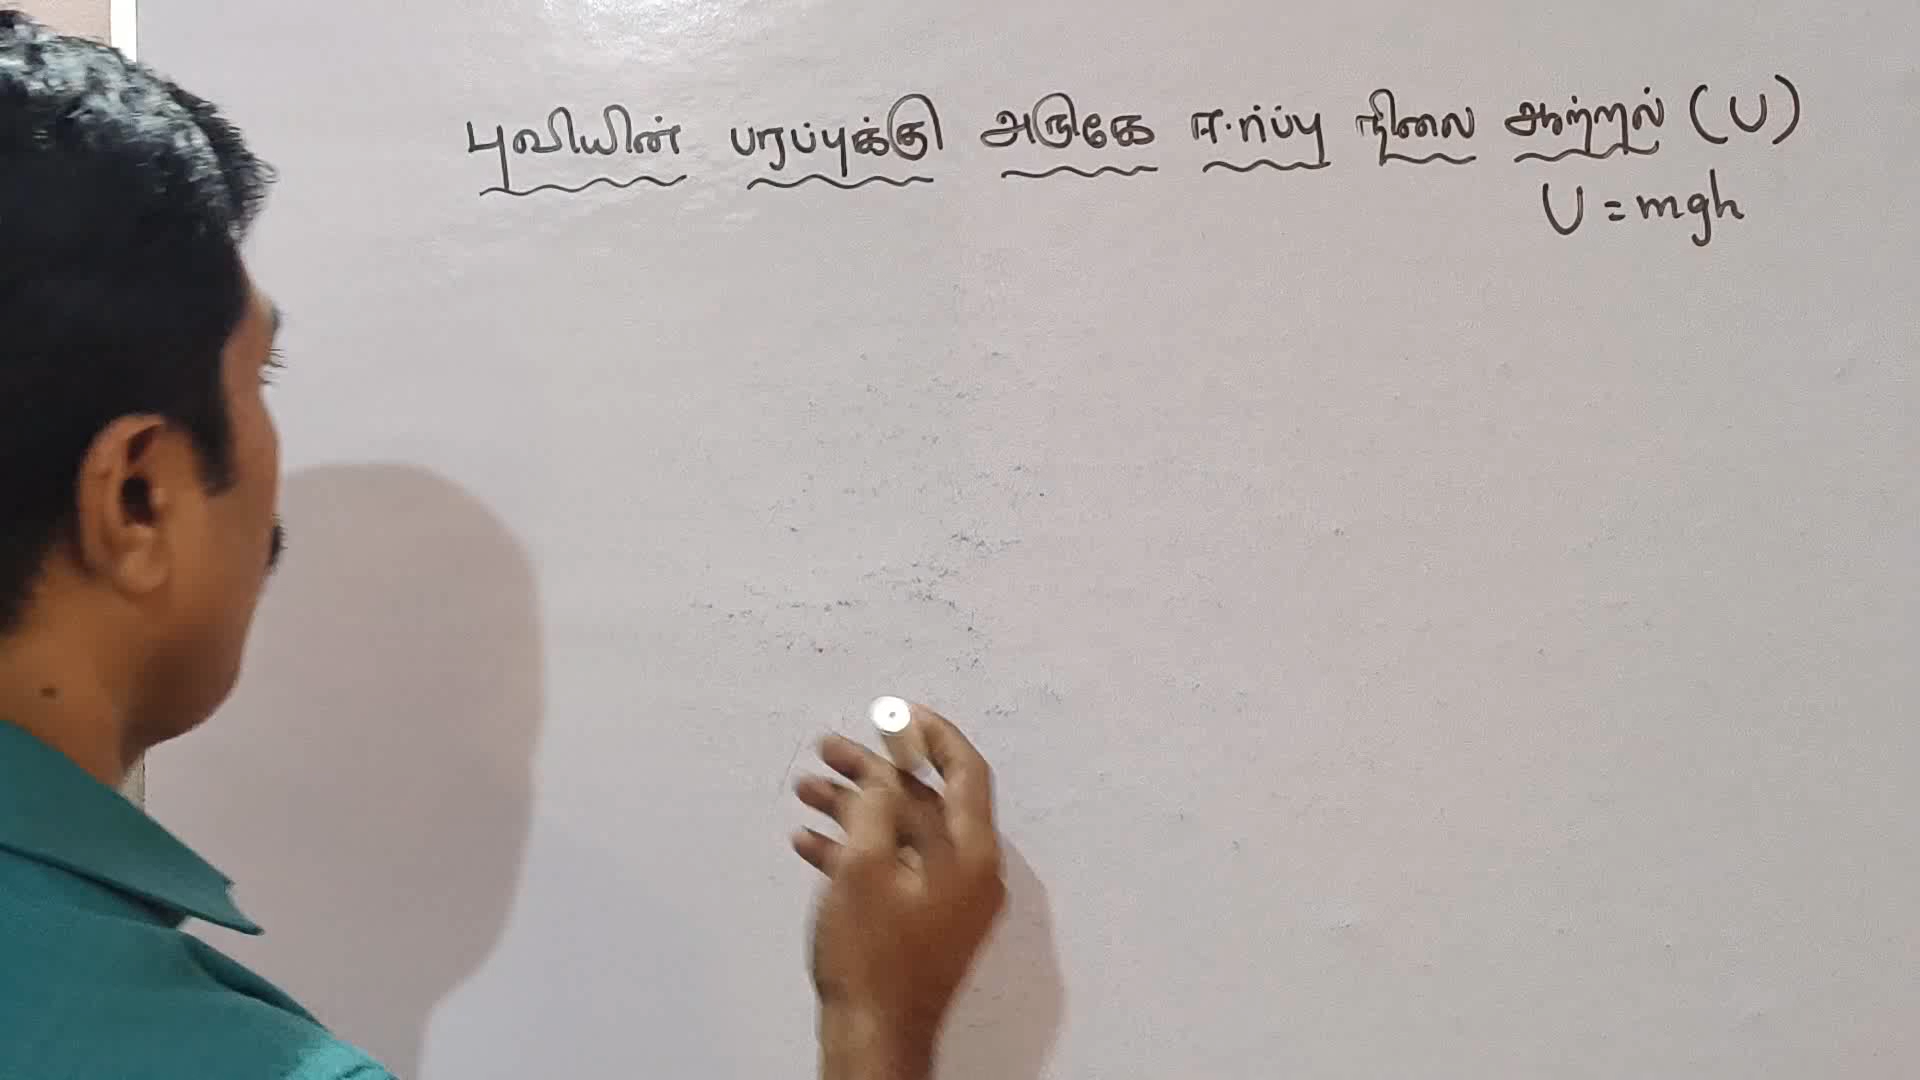 புவியின் பரப்புக்கு அருகே ஈர்ப்பு நிலை ஆற்றல் (U)
U = mgh